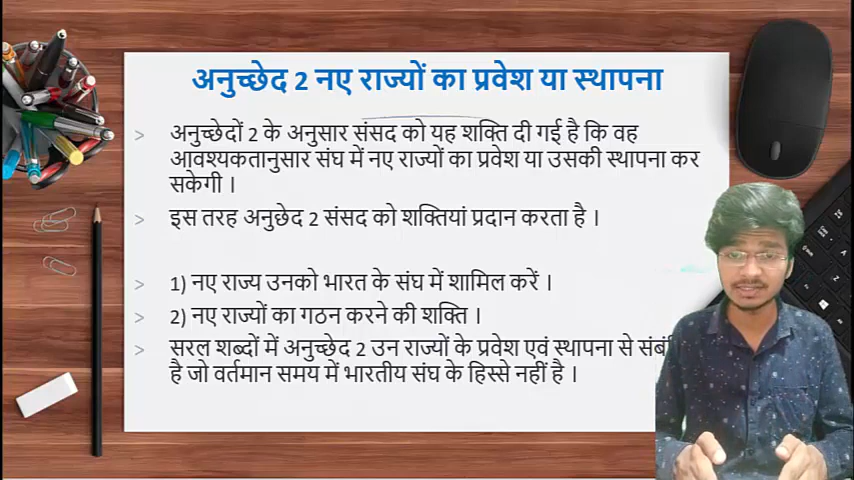 अनुच्छेद 2 नए राज्यों का प्रवेश या स्थापना
> अनुच्छेदों 2 के अनुसार संसद को यह शक्ति दी गई है कि वह
आवश्यकतानुसार संघ में नए राज्यों का प्रवेश या उसकी स्थापना कर
सकेगी ।
> इस तरह अनुछेद 2 संसद को शक्तियां प्रदान करता है ।
> 1) नए राज्य उनको भारत के संघ में शामिल करें ।
> 2) नए राज्यों का गठन करने की शक्ति ।
> सरल शब्दों में अनुच्छेद 2 उन राज्यों के प्रवेश एवं स्थापना से
है जो वर्तमान समय में भारतीय संघ के हिस्से नहीं है ।